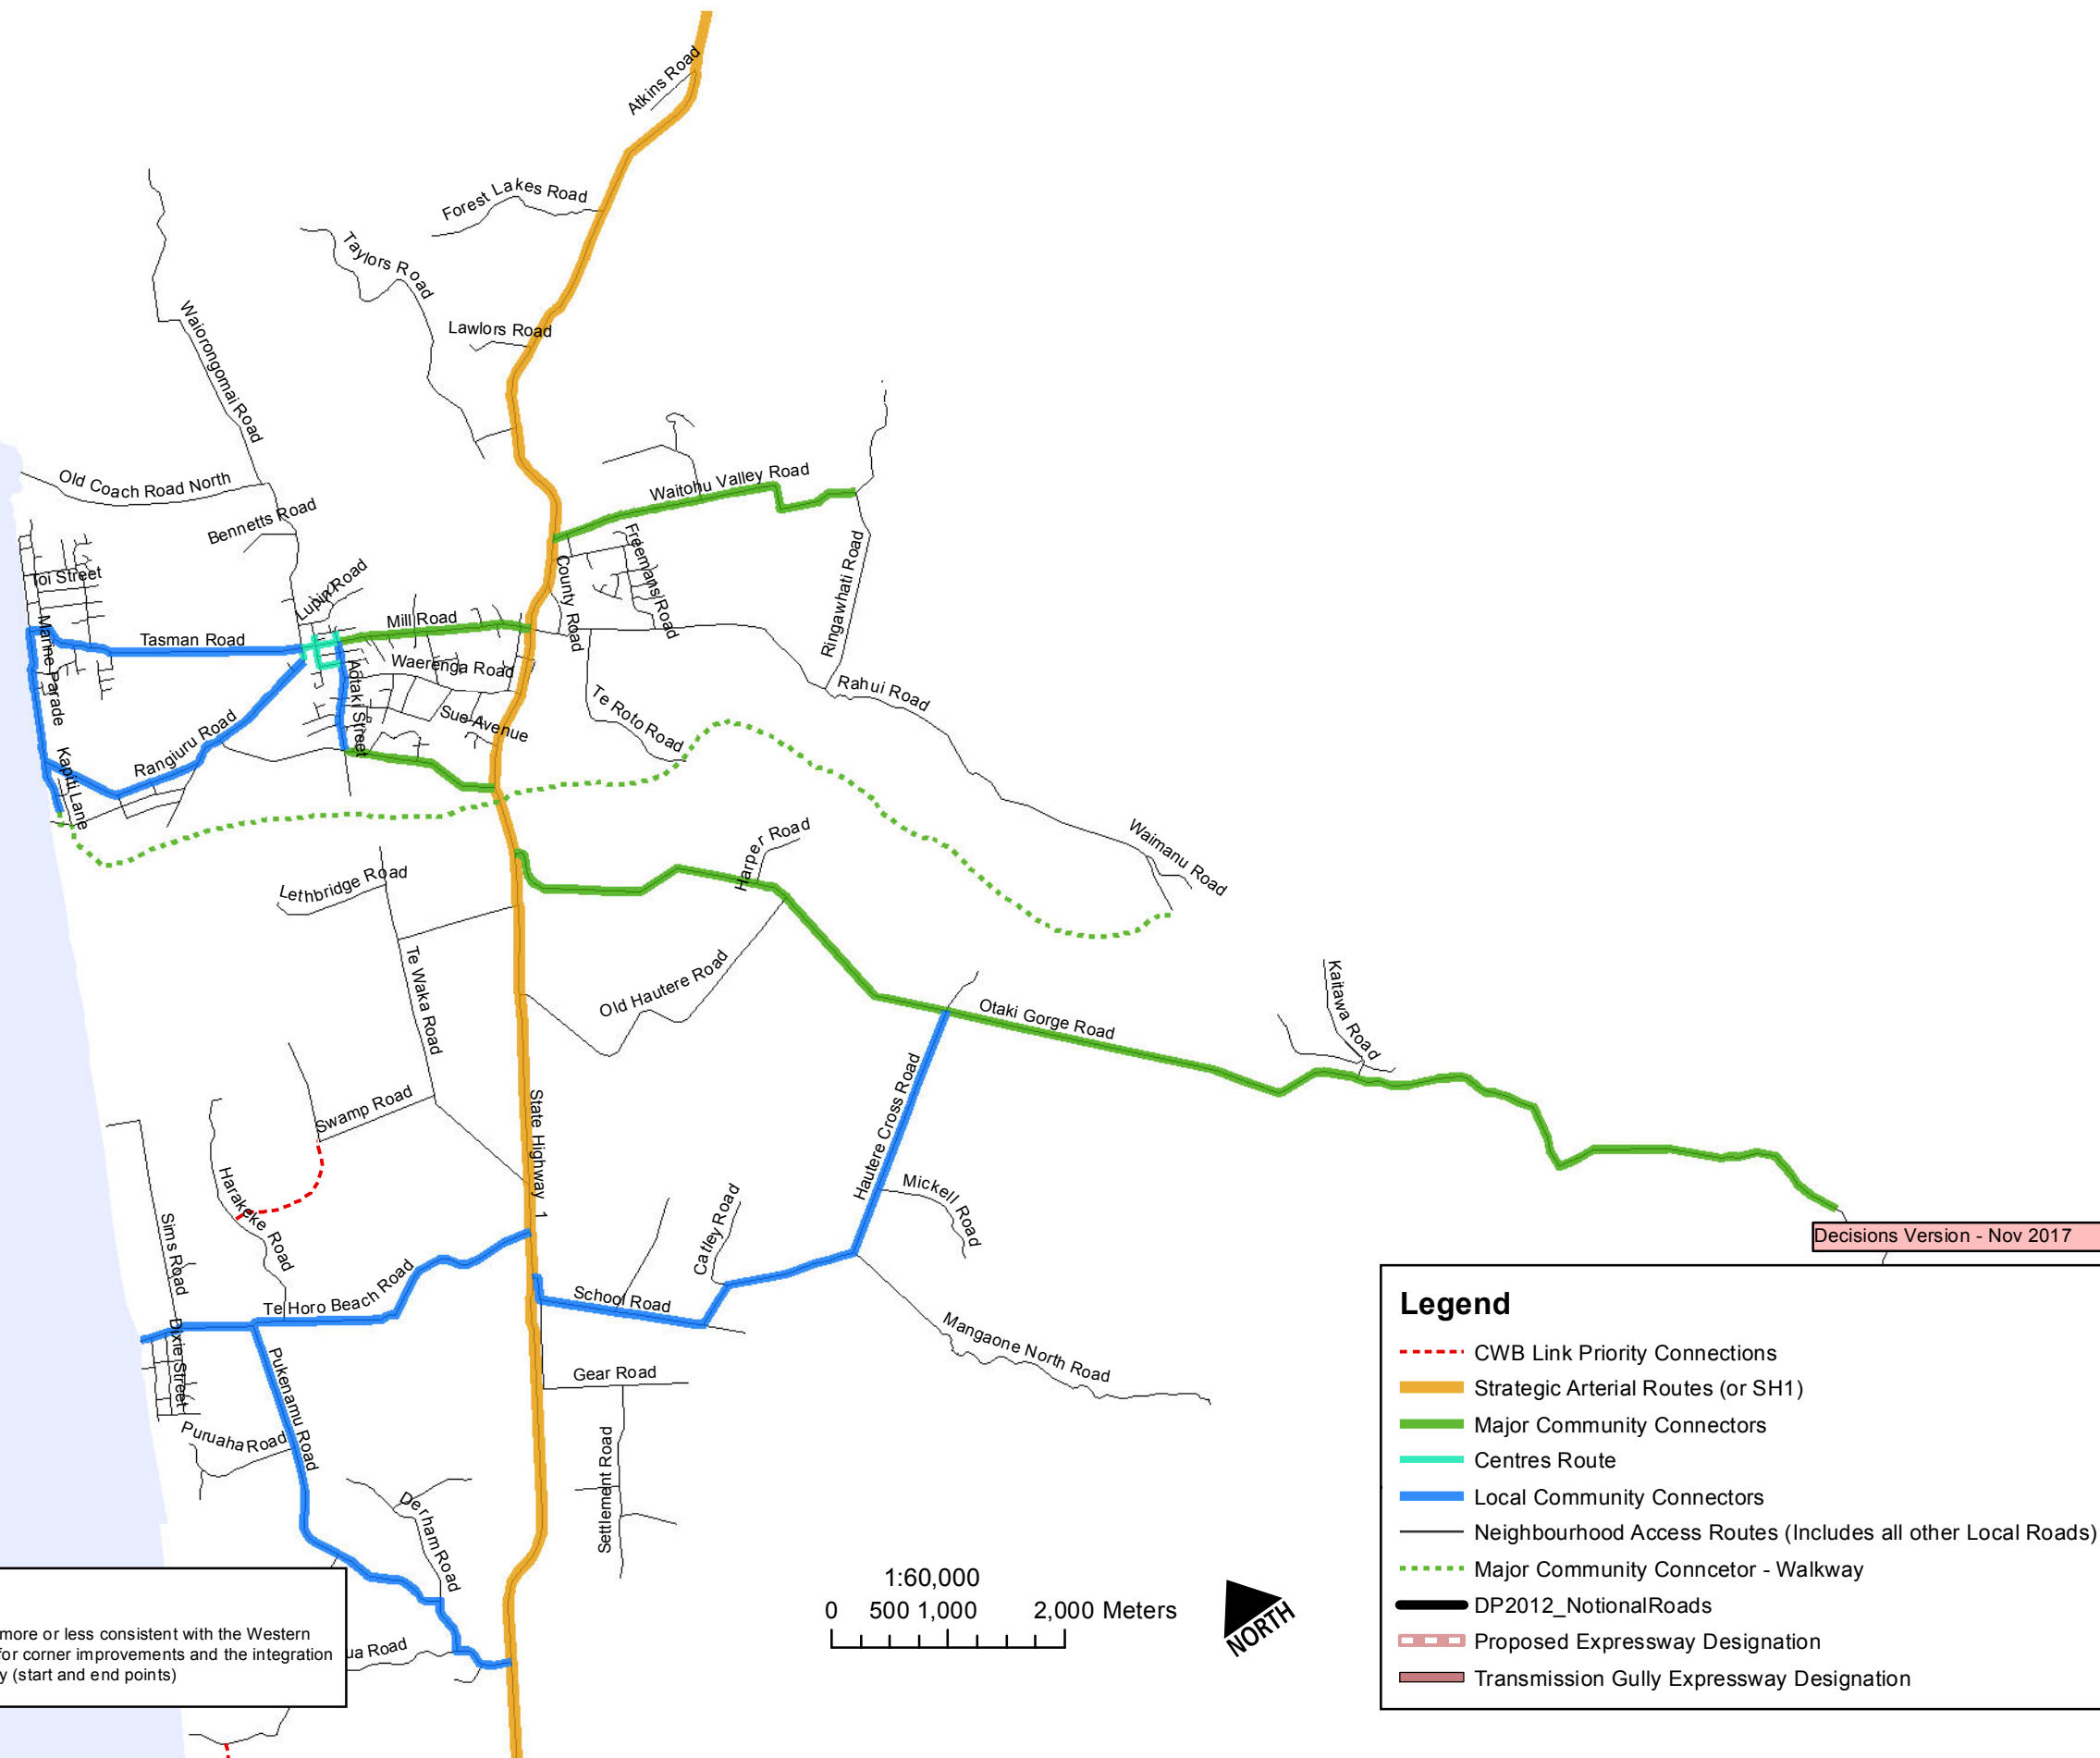 Atkins Road
Forest Lakes Road
Taylors Road
Lawlors Road
Waiorongomai Road
Old Coach Road North
Waitohu Valley Road
Bennetts Road
Freemans Road
County Road
Ringawhati Road
Toi Street
Lupin Road
Mill Road
Tasman Road
Marine Parade
Waerenga Road
Aotaki Street
Rahui Road
Te Roto Road
Sue Avenue
Rangiuru Road
Kapiti Lane
Harper Road
Waimanu Road
Lethbridge Road
Te Waka Road
Old Hautere Road
Otaki Gorge Road
Kaitawa Road
Hautere Cross Road
Swamp Road
State Highway 1
Harakeke Road
Mickell Road
Catley Road
Sims Road
Te Horo Beach Road
School Road
Dixie Street
Mangaone North Road
Pukenamu Road
Gear Road
Puruaha Road
Settlement Road
Derham Road
ua Road
Decisions Version - Nov 2017
Legend
CWB Link Priority Connections
Strategic Arterial Routes (or SH1)
Major Community Connectors
Centres Route
Local Community Connectors
Neighbourhood Access Routes (Includes all other Local Roads)
Major Community Conncetor - Walkway
DP2012_NotionalRoads
Proposed Expressway Designation
Transmission Gully Expressway Designation
1:60,000
0 500 1,000 2,000 Meters
NORTH
more or less consistent with the Western
for corner improvements and the integration
y (start and end points)